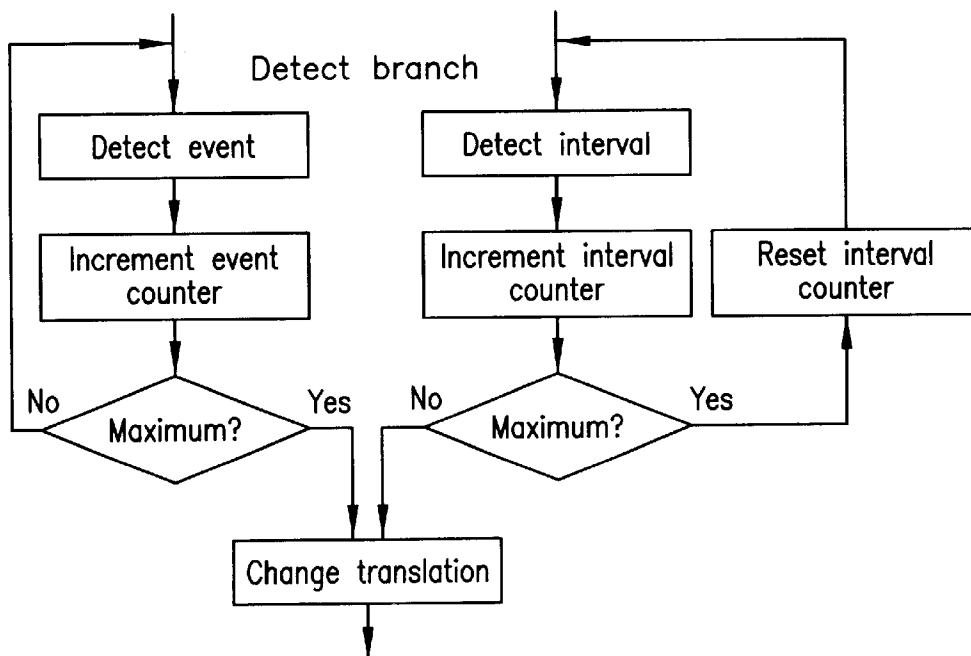 Detect branch
Detect event
Detect interval
Increment event
counter
Increment interval
counter
Reset interval
counter
No
Yes
No
Yes
Maximum?
Maximum?
Change translation